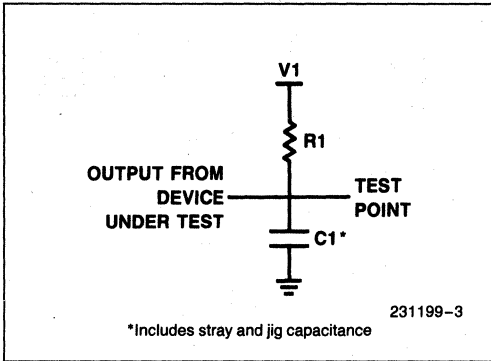 V1
R1
OUTPUT FROM
DEVICE
UNDER TEST
TEST
POINT
C1*
231199-3
*Includes stray and jig capacitance